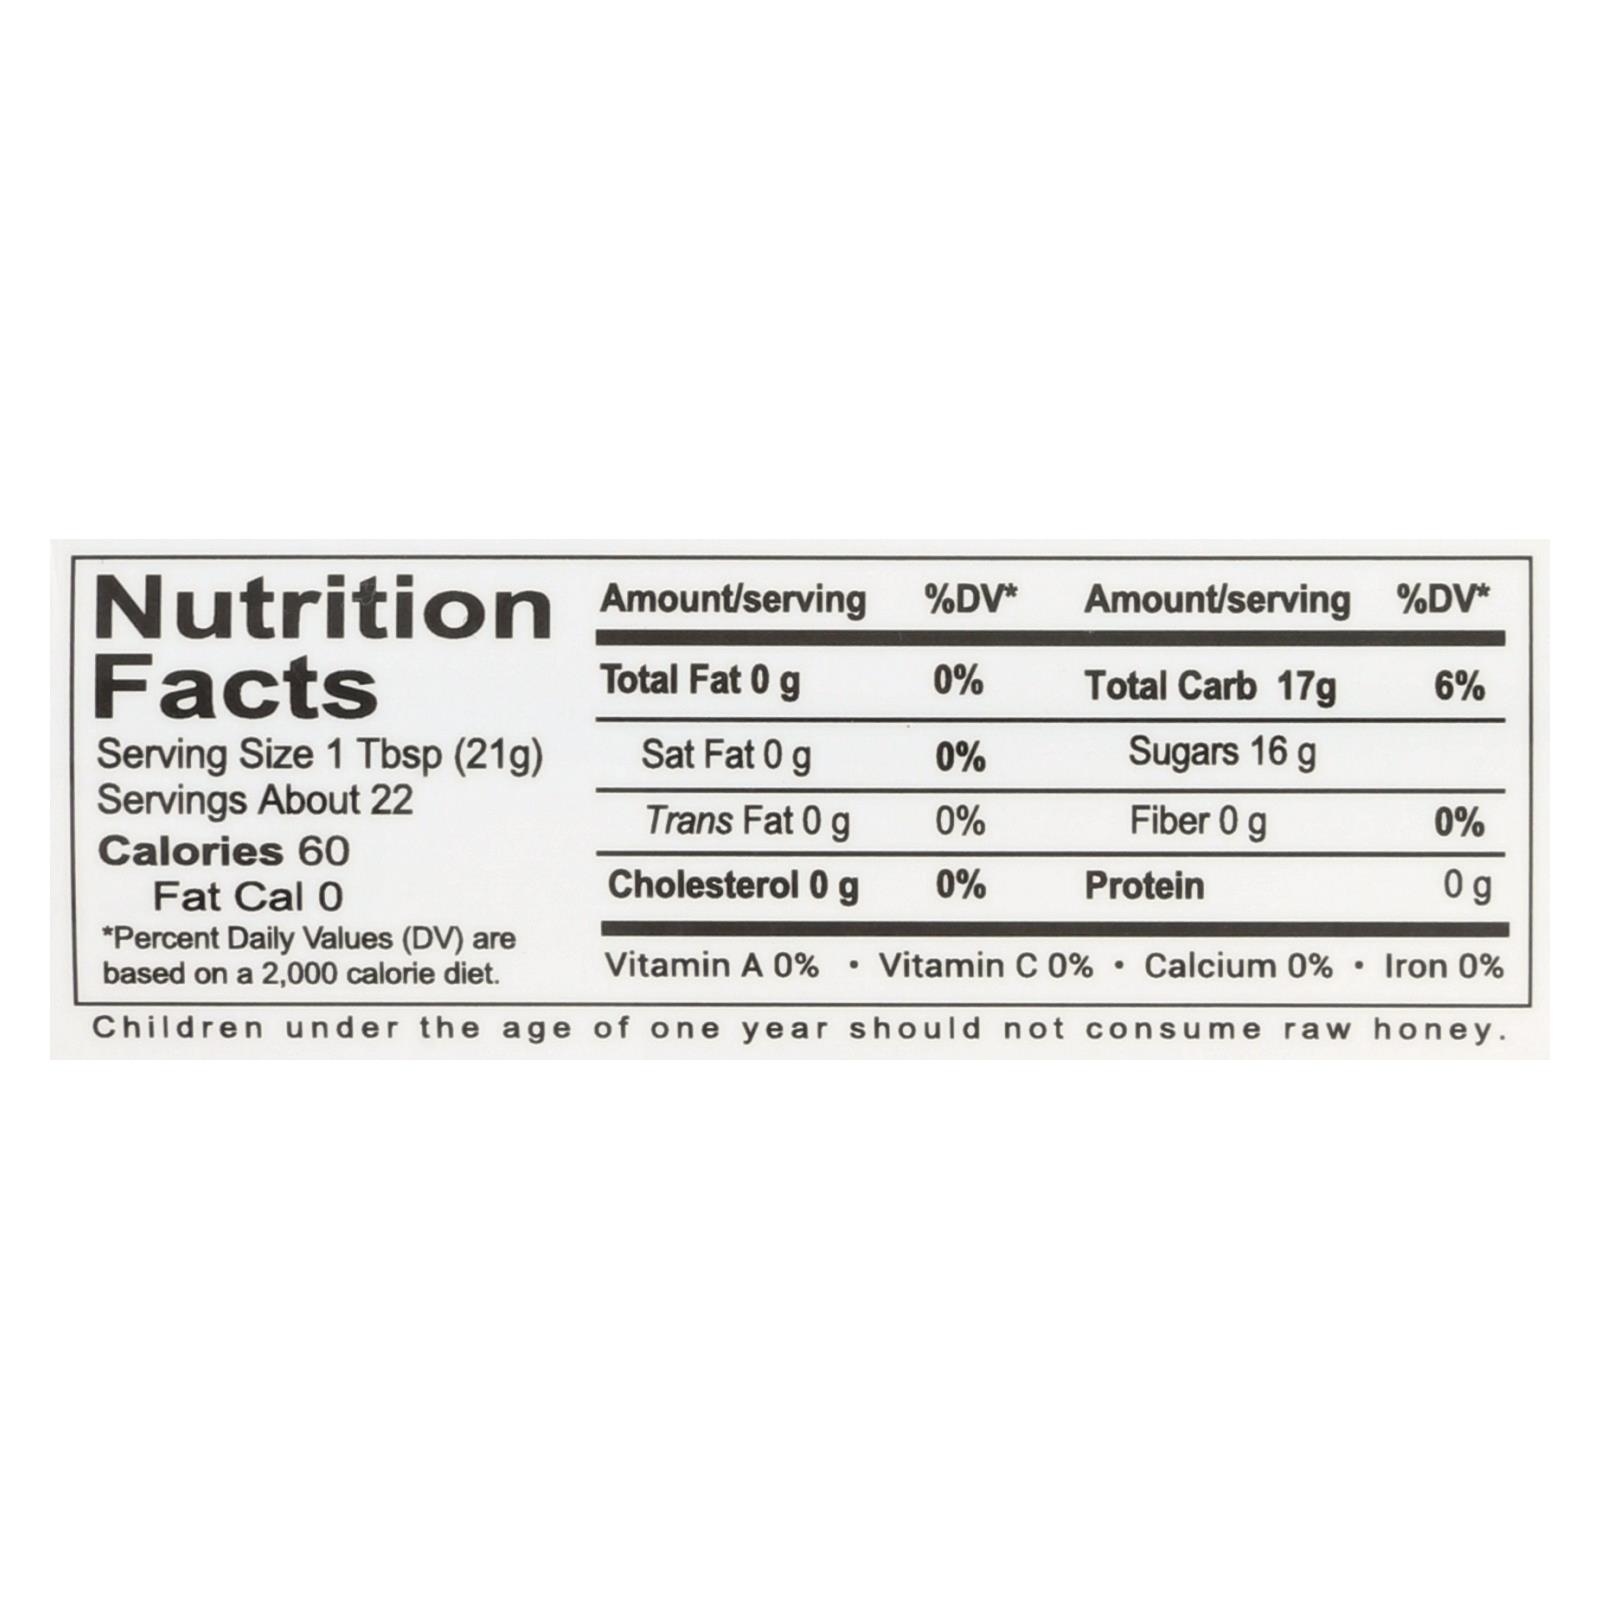 Nutrition
Facts
Serving Size 1 Tbsp (21g)
Servings About 22
Calories 60
Fat Cal 0
*Percent Daily Values (DV) are
based on a 2,000 calorie diet.
Amount/serving %DV* Amount/serving %DV*
Total Fat 0 g 0% Total Carb 17g 6%
Sat Fat 0 g 0% Sugars 16 g
Trans Fat 0 g 0% Fiber 0 g 0%
Cholesterol 0 g 0% Protein 0 g
Vitamin A 0% • Vitamin C 0% • Calcium 0% • Iron 0%
Children under the age of one year should not consume raw honey.